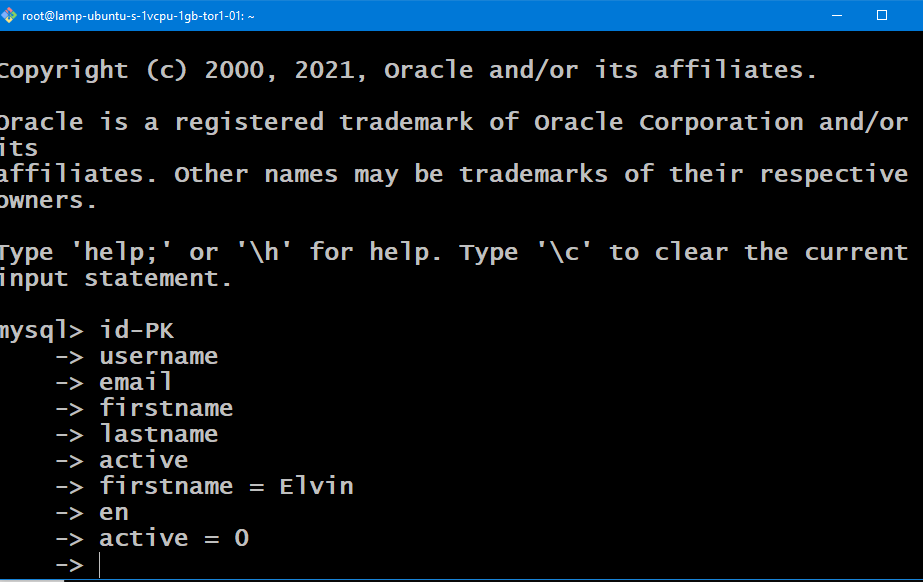 root@lamp-ubuntu-s-1vcpu-1gb-tor1-01: ~
Copyright (c) 2000, 2021, Oracle and/or its affiliates.
Oracle is a registered trademark of Oracle Corporation and/or
its
affiliates. Other names may be trademarks of their respective
owners.
Type 'help;' or '\h' for help. Type '\c' to clear the current
input statement.
mysql> id-PK
-> username
-> email
-> firstname
-> lastname
-> active
-> firstname = Elvin
-> en
-> active = 0
->